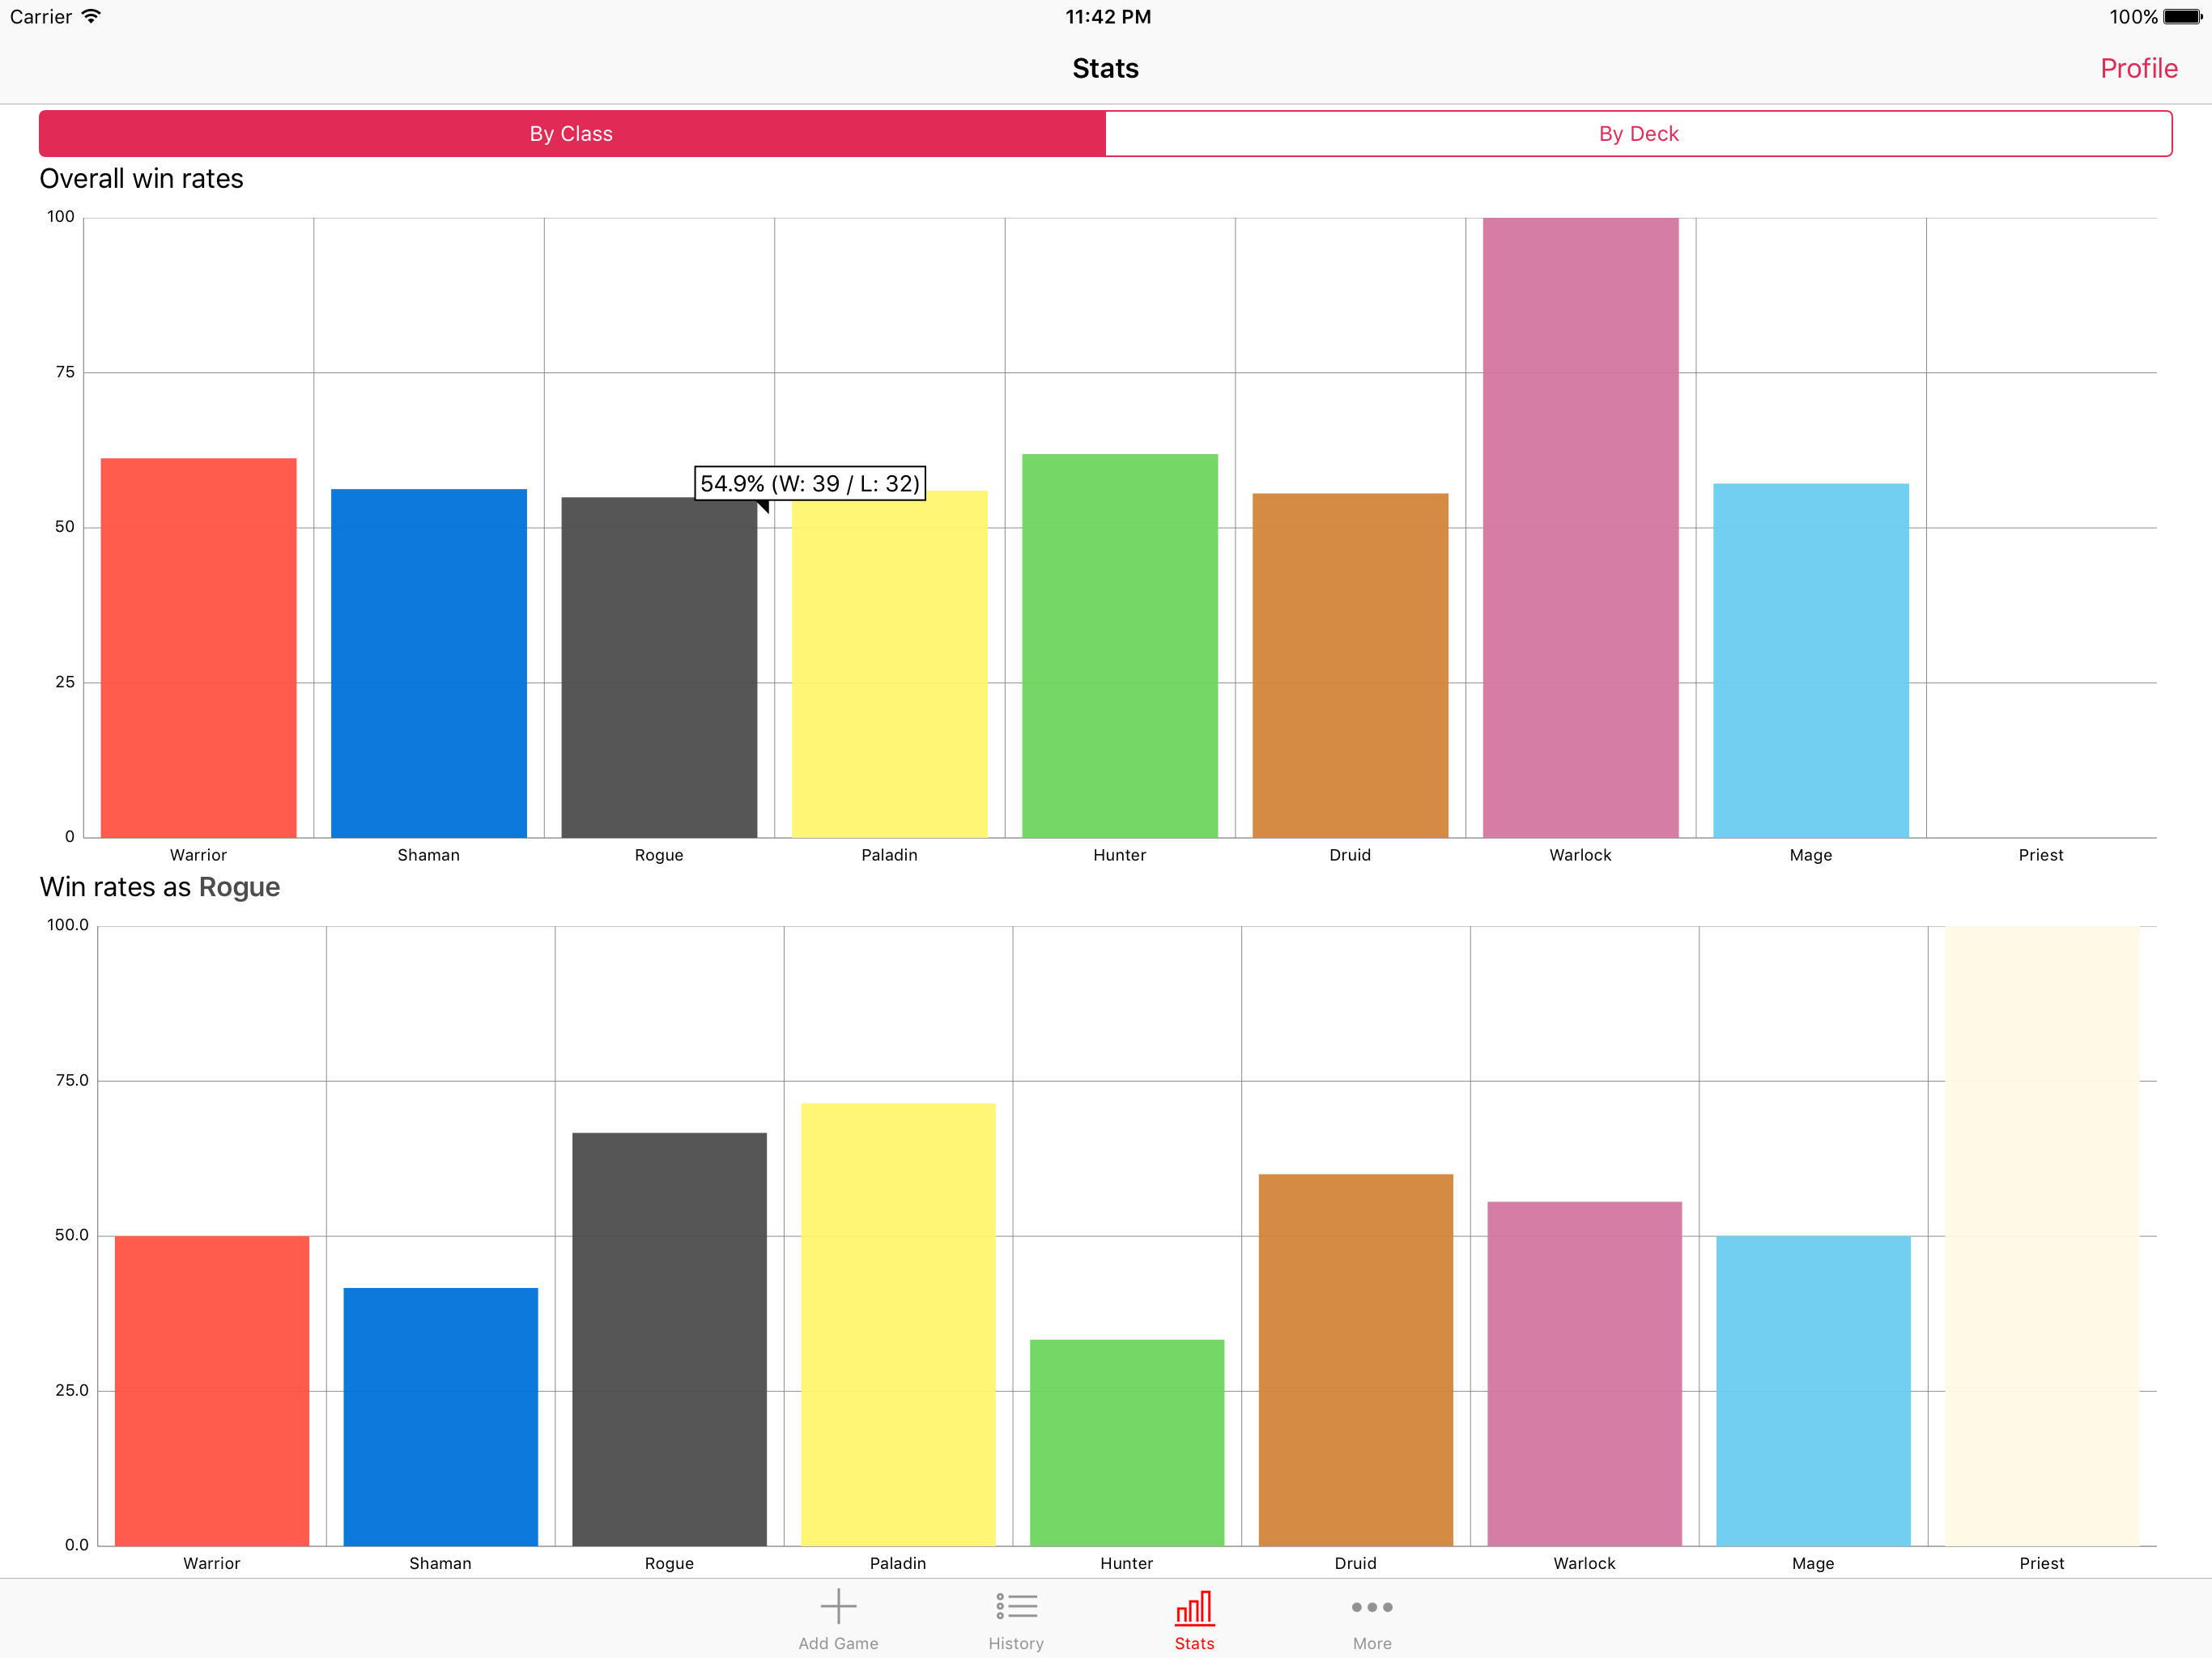 Carrier 11:42 PM 100%
Stats Profile
By Class By Deck
Overall win rates
100
75
54.9% (W: 39 / L: 32)
50
25
0
Warrior Shaman Rogue Paladin Hunter Druid Warlock Mage Priest
Win rates as Rogue
100.0
75.0
50.0
25.0
0.0
Warrior Shaman Rogue Paladin Hunter Druid Warlock Mage Priest
Add Game History Stats More